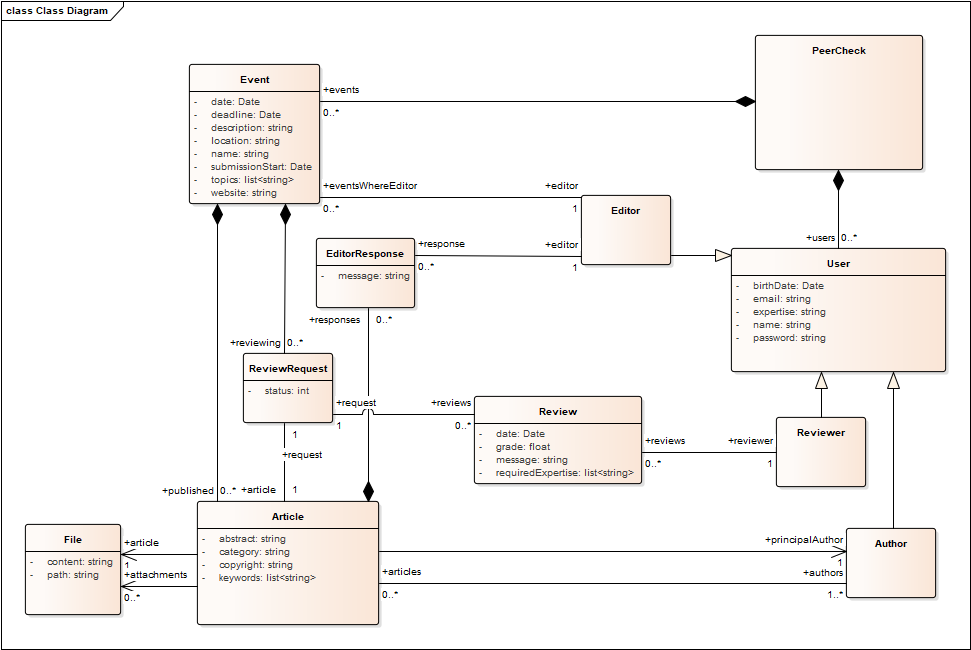 class Class Diagram
PeerCheck
Event
- date: Date
- deadline: Date
- description: string
- location: string
- name: string
- submissionStart: Date
- topics: list<string>
- website: string
+events
0..*
+eventsWhereEditor
0..*
+editor
1
Editor
+users 0..*
EditorResponse
- message: string
+response
0..*
+editor
1
User
- birthDate: Date
- email: string
- expertise: string
- name: string
- password: string
+responses 0..*
+reviewing 0..*
ReviewRequest
- status: int
+request
1
+reviews
0..*
Review
- date: Date
- grade: float
- message: string
- requiredExpertise: list<string>
+reviews
0..*
+reviewer
1
Reviewer
1
+request
+published 0..*
+article 1
Article
- abstract: string
- category: string
- copyright: string
- keywords: list<string>
File
- content: string
- path: string
+article
1
+attachments
0..*
+principalAuthor
1
+articles
0..*
+authors
1..*
Author